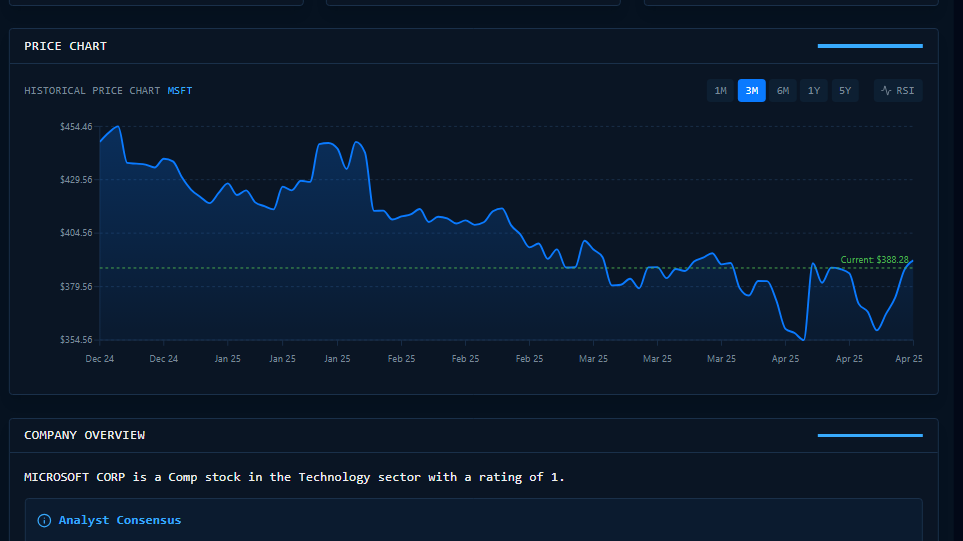 PRICE CHART
HISTORICAL PRICE CHART MSFT
1M 3M 6M 1Y 5Y RSI
$454.46
$429.56
$404.56
Current: $388.28
$379.56
$354.56
Dec 24 Dec 24 Jan 25 Jan 25 Jan 25 Feb 25 Feb 25 Feb 25 Mar 25 Mar 25 Mar 25 Apr 25 Apr 25 Apr 25
COMPANY OVERVIEW
MICROSOFT CORP is a Comp stock in the Technology sector with a rating of 1.
Analyst Consensus